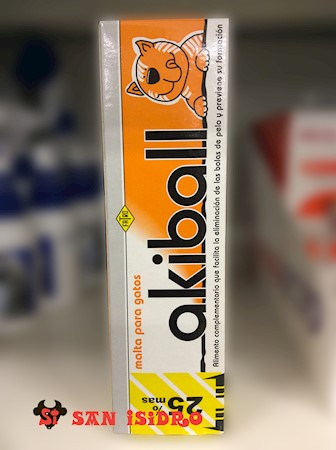 malta para gatos
akiball
Alimento complementario que facilita la eliminación de las bolas de pelo y previene su formación
25% mas
SI SAN ISIDRO